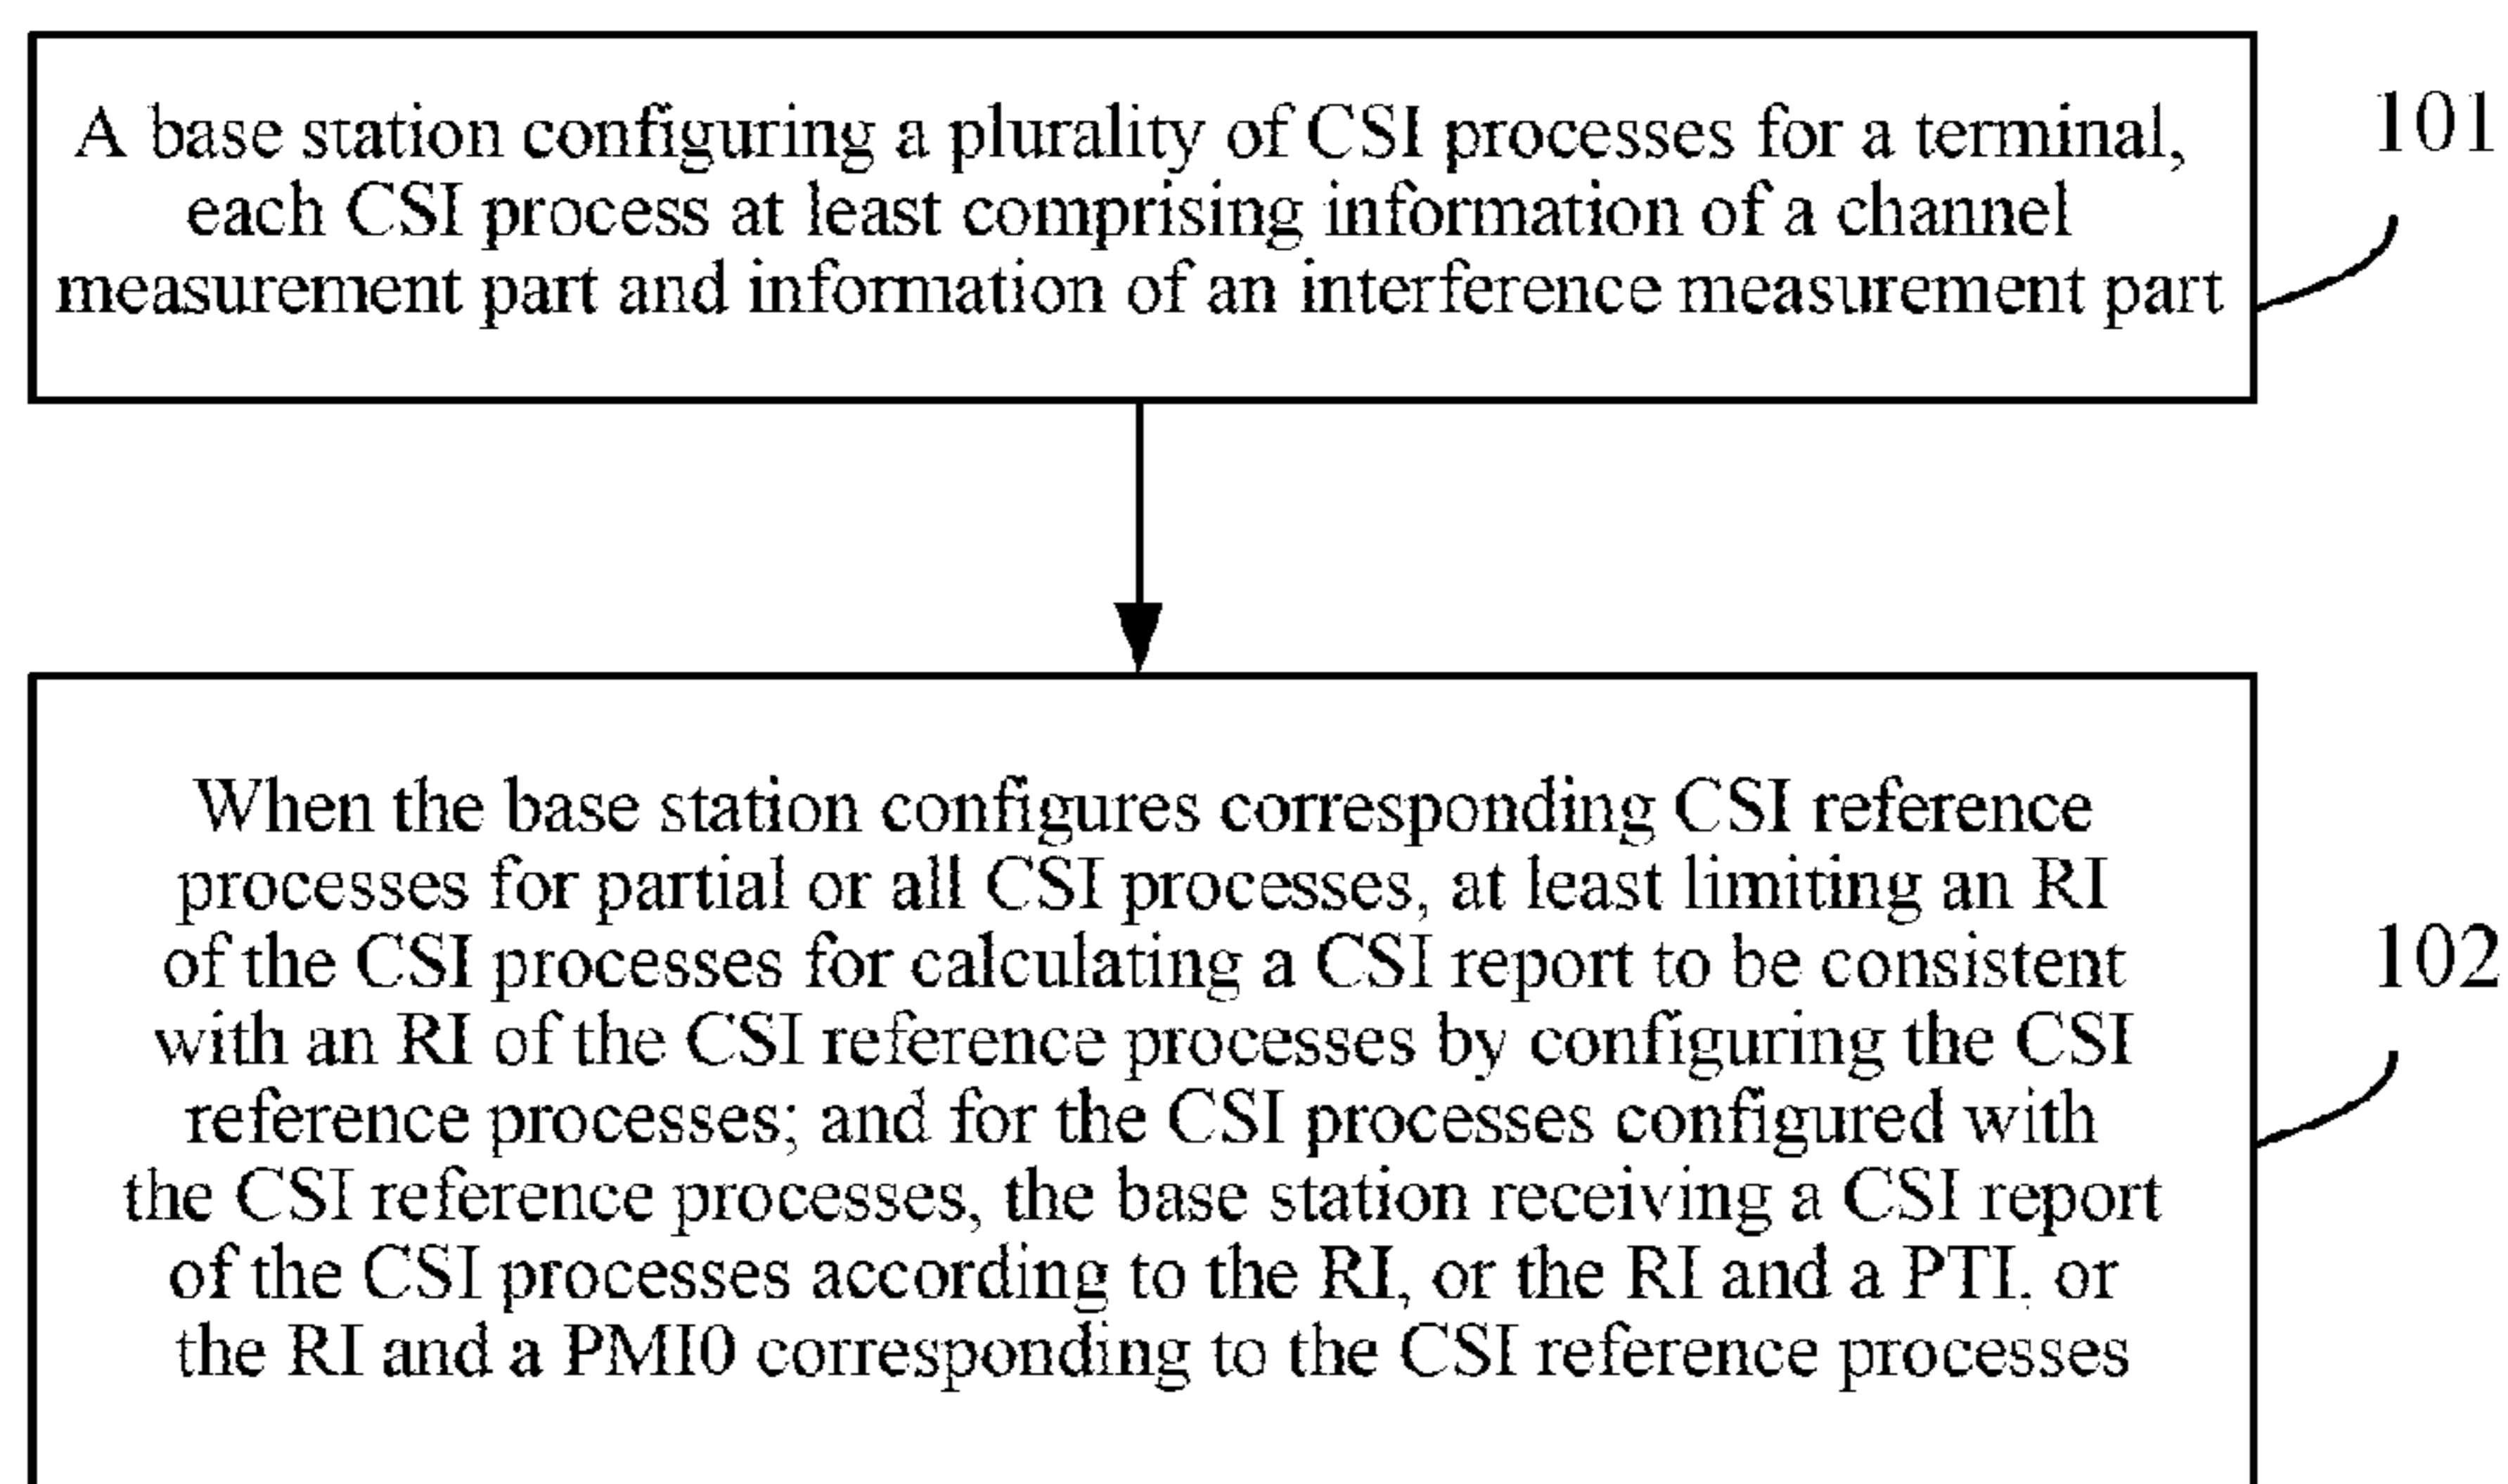 A base station configuring a plurality of CSI processes for a terminal,
each CSI process at least comprising information of a channel
measurement part and information of an interference measurement part
101
When the base station configures corresponding CSI reference
processes for partial or all CSI processes, at least limiting an RI
of the CSI processes for calculating a CSI report to be consistent
with an RI of the CSI reference processes by configuring the CSI
reference processes; and for the CSI processes configured with
the CSI reference processes, the base station receiving a CSI report
of the CSI processes according to the RI, or the RI and a PTI. or
the RI and a PMI0 corresponding to the CSI reference processes
102